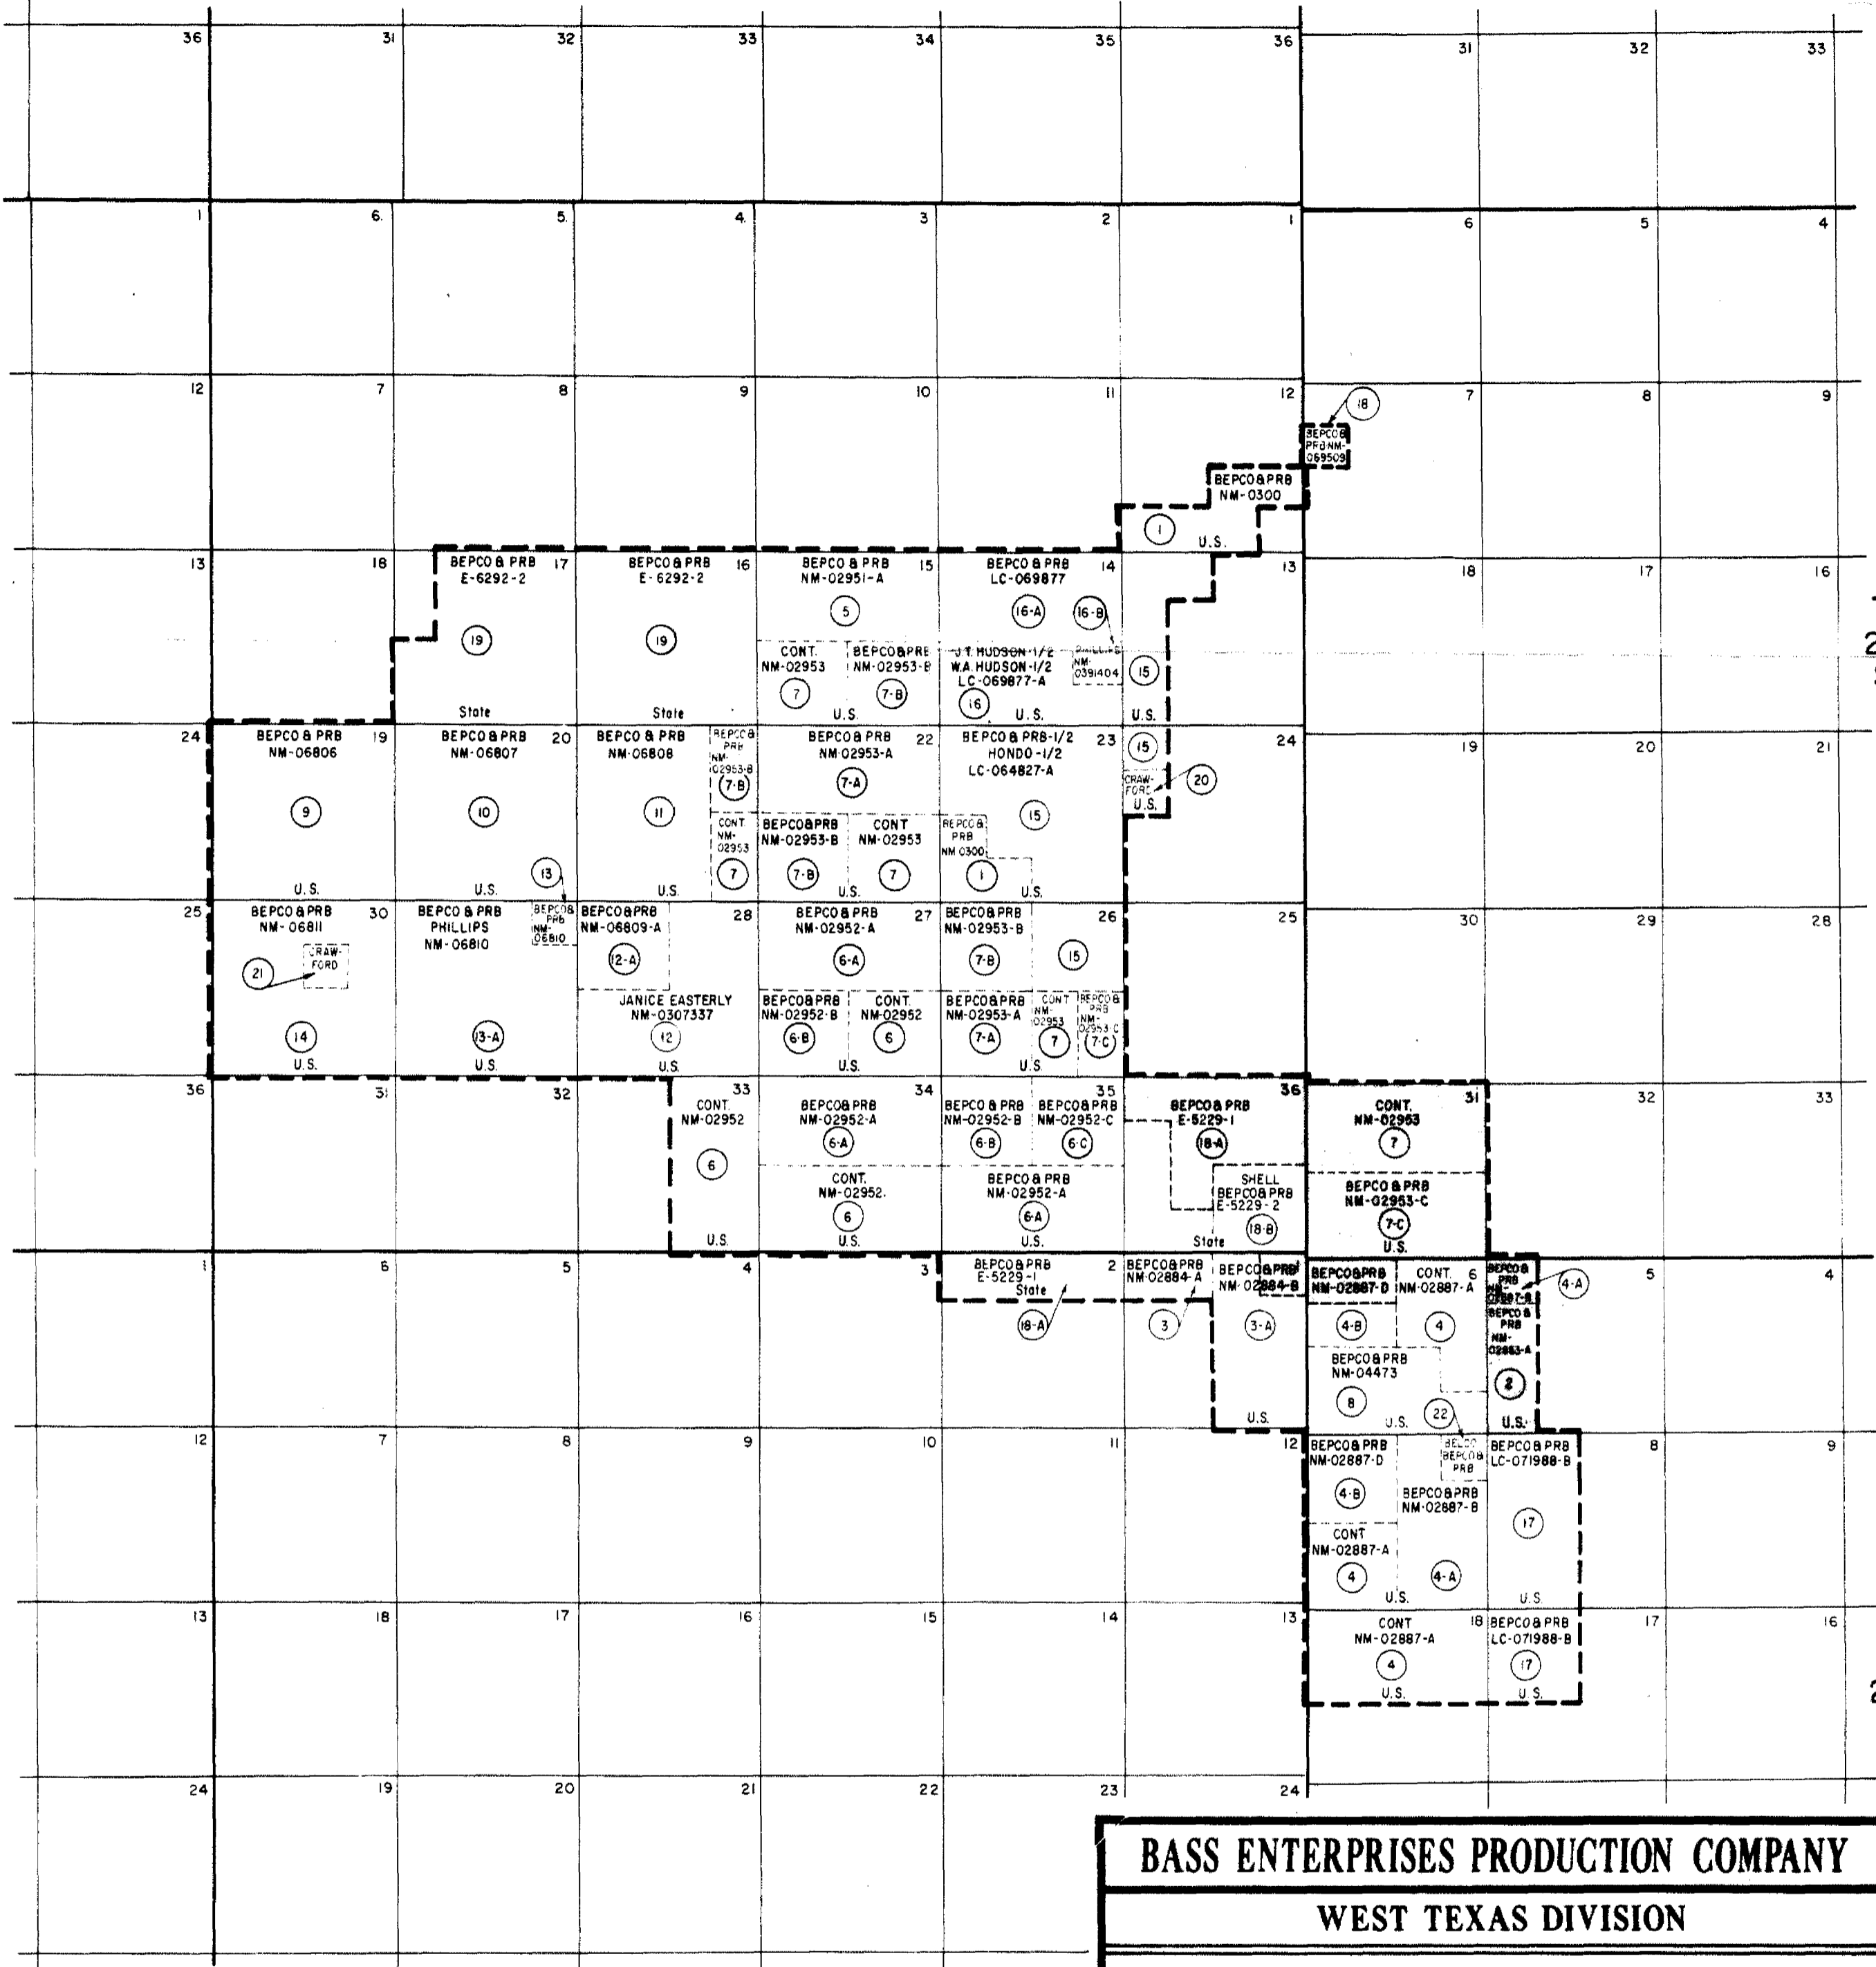 36 31 32 33 34 35 36 31 32 33
1 6. 5. 4. 3 2 1 6 5 4
12 7 8 9 10 11 12 7 8 9
18
BEPCO &
PRB NM-
069509
BEPCO & PRB
NM-0300
1
U.S.
13 18 17 16 15 14 13 18 17 16
BEPCO & PRB
E-6292-2
19
State
BEPCO & PRB
E-6292-2
19
State
BEPCO & PRB
NM-02951-A
5
CONT.
NM-02953
7
BEPCO & PRB
NM-02953-B
7-B
U.S.
BEPCO & PRB
LC-069877
16-A
16-B
J.T. HUDSON-1/2
W.A. HUDSON-1/2
LC-069877-A
16
U.S.
PHILLIPS
NM-
0391404
15
U.S.
24 19 20 22 23 24 19 20 21
BEPCO & PRB
NM-06806
9
U.S.
BEPCO & PRB
NM-06807
10
13
U.S.
BEPCO & PRB
NM-06808
11
U.S.
BEPCO &
PRB
NM-
02953-B
7-B
CONT.
NM-
02953
7
BEPCO & PRB
NM-02953-A
7-A
BEPCO & PRB
NM-02953-B
7-B
CONT
NM-02953
7
U.S.
BEPCO & PRB-1/2
HONDO-1/2
LC-064827-A
15
BEPCO &
PRB
NM 0300
1
U.S.
15
CRAW-
FORD
U.S.
20
25 30 28 27 26 25 30 29 28
BEPCO & PRB
NM-06811
CRAW-
FORD
21
14
U.S.
BEPCO & PRB
PHILLIPS
NM-06810
13-A
U.S.
BEPCO &
PRB
NM-
06810
BEPCO & PRB
NM-06809-A
12-A
JANICE EASTERLY
NM-0307337
12
U.S.
BEPCO & PRB
NM-02952-A
6-A
BEPCO & PRB
NM-02952-B
6-B
CONT.
NM-02952
6
U.S.
BEPCO & PRB
NM-02953-B
7-B
15
BEPCO & PRB
NM-02953-A
7-A
CONT
NM-
02953
7
BEPCO &
PRB
NM-
02953-C
7-C
U.S.
36 31 32 33 34 35 36 31 32 33
CONT.
NM-02952
6
U.S.
BEPCO & PRB
NM-02952-A
6-A
CONT.
NM-02952.
6
U.S.
BEPCO & PRB
NM-02952-B
6-B
BEPCO & PRB
NM-02952-C
6-C
BEPCO & PRB
NM-02952-A
6-A
U.S.
BEPCO & PRB
E-5229-1
18-A
SHELL
BEPCO & PRB
E-5229-2
18-B
State
CONT.
NM-02953
7
BEPCO & PRB
NM-02953-C
7-C
U.S.
1 6 5 4 3 2 6 5 4
BEPCO & PRB
E-5229-1
State
18-A
BEPCO & PRB
NM-02884-A
3
BEPCO & PRB
NM-02884-B
3-A
U.S.
BEPCO & PRB
NM-02887-D
4-B
CONT.
NM-02887-A
4
BEPCO & PRB
NM-04473
8
U.S.
22
BEPCO &
PRB
NM-
4-A
BEPCO &
PRB
NM-
2
U.S.
12 7 8 9 10 11 12 8 9
BEPCO & PRB
NM-02887-D
4-B
CONT
NM-02887-A
4
BELCO
BEPCO &
PRB
BEPCO & PRB
NM-02887-B
4-A
U.S.
BEPCO & PRB
LC-071988-B
17
U.S.
13 18 17 16 15 14 13 18 17 16
CONT
NM-02887-A
4
U.S.
BEPCO & PRB
LC-071988-B
17
U.S.
24 19 20 21 22 23 24
BASS ENTERPRISES PRODUCTION COMPANY
WEST TEXAS DIVISION